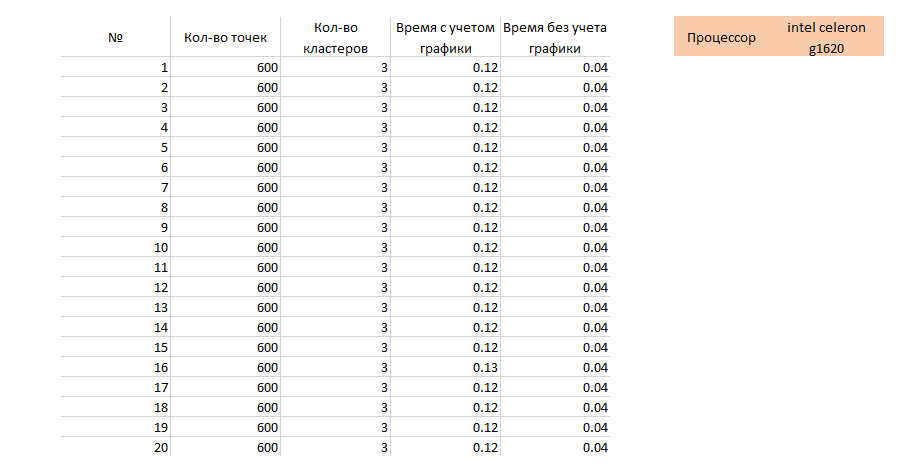 № Кол-во точек Кол-во кластеров Время с учетом графики Время без учета графики
Процессор intel celeron g1620
1 600 3 0.12 0.04
2 600 3 0.12 0.04
3 600 3 0.12 0.04
4 600 3 0.12 0.04
5 600 3 0.12 0.04
6 600 3 0.12 0.04
7 600 3 0.12 0.04
8 600 3 0.12 0.04
9 600 3 0.12 0.04
10 600 3 0.12 0.04
11 600 3 0.12 0.04
12 600 3 0.12 0.04
13 600 3 0.12 0.04
14 600 3 0.12 0.04
15 600 3 0.12 0.04
16 600 3 0.13 0.04
17 600 3 0.12 0.04
18 600 3 0.12 0.04
19 600 3 0.12 0.04
20 600 3 0.12 0.04